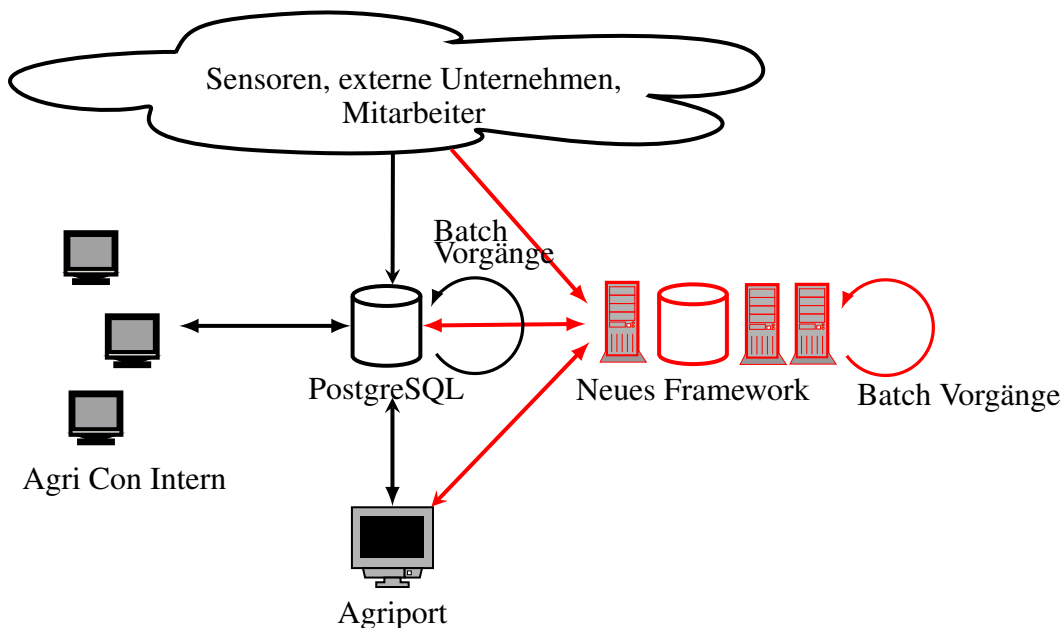 Sensoren, externe Unternehmen,
Mitarbeiter
Batch
Vorgänge
PostgreSQL
Neues Framework
Batch Vorgänge
Agri Con Intern
Agriport